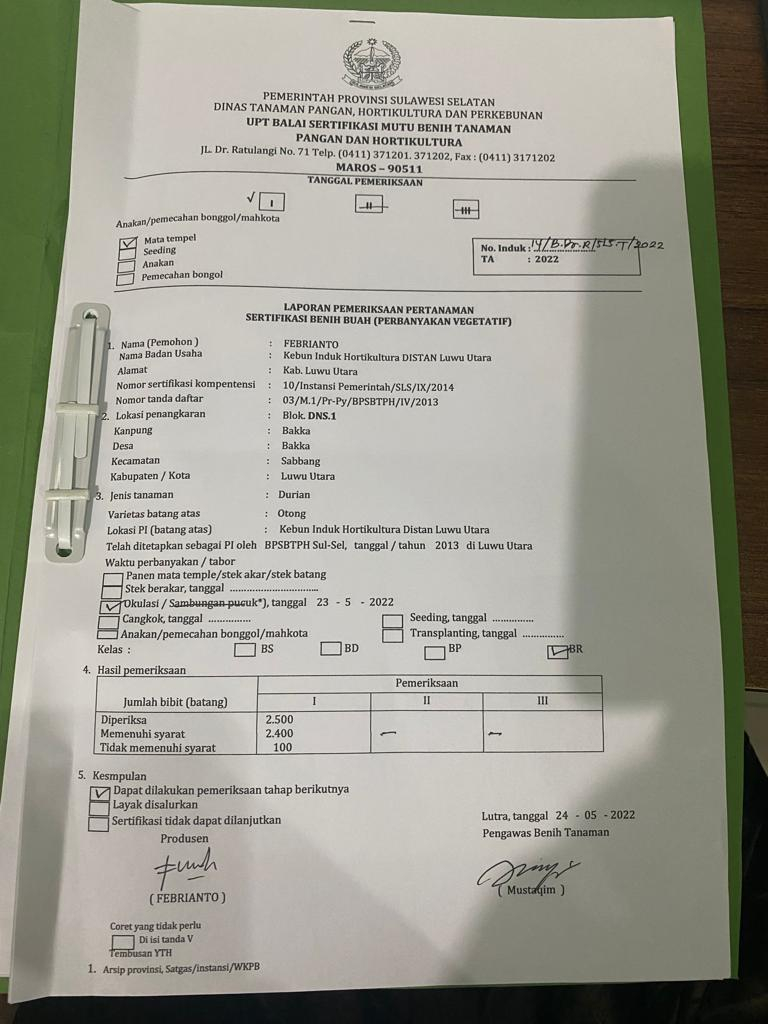 PEMERINTAH PROVINSI SULAWESI SELATAN
DINAS TANAMAN PANGAN, HORTIKULTURA DAN PERKEBUNAN
UPT BALAI SERTIFIKASI MUTU BENIH TANAMAN
PANGAN DAN HORTIKULTURA
JL. Dr. Ratulangi No. 71 Telp. (0411) 371201. 371202, Fax : (0411) 3171202
MAROS – 90511
TANGGAL PEMERIKSAAN
√ I II III
Anakan/pemecahan bonggol/mahkota
Mata tempel
Seeding
Anakan
Pemecahan bongol
No. Induk : 14/B.Dr.R/SLS.T/2022
TA : 2022
LAPORAN PEMERIKSAAN PERTANAMAN
SERTIFIKASI BENIH BUAH (PERBANYAKAN VEGETATIF)
1. Nama (Pemohon ) : FEBRIANTO
Nama Badan Usaha : Kebun Induk Hortikultura DISTAN Luwu Utara
Alamat : Kab. Luwu Utara
Nomor sertifikasi kompentensi : 10/Instansi Pemerintah/SLS/IX/2014
Nomor tanda daftar : 03/M.1/Pr-Py/BPSBTPH/IV/2013
2. Lokasi penangkaran : Blok. DNS.1
Kanpung : Bakka
Desa : Bakka
Kecamatan : Sabbang
Kabupaten / Kota : Luwu Utara
3. Jenis tanaman : Durian
Varietas batang atas : Otong
Lokasi PI (batang atas) : Kebun Induk Hortikultura Distan Luwu Utara
Telah ditetapkan sebagai PI oleh BPSBTPH Sul-Sel, tanggal / tahun 2013 di Luwu Utara
Waktu perbanyakan / tabor
Panen mata temple/stek akar/stek batang
Stek berakar, tanggal ................................
Okulasi / Sambungan pucuk*), tanggal 23 - 5 - 2022
Cangkok, tanggal ............... Seeding, tanggal ...............
Anakan/pemecahan bonggol/mahkota Transplanting, tanggal ...............
Kelas : BS BD BP BR
4. Hasil pemeriksaan
Jumlah bibit (batang) Pemeriksaan
I II III
Diperiksa 2.500
Memenuhi syarat 2.400 – –
Tidak memenuhi syarat 100
5. Kesmpulan
Dapat dilakukan pemeriksaan tahap berikutnya
Layak disalurkan
Sertifikasi tidak dapat dilanjutkan
Lutra, tanggal 24 - 05 - 2022
Produsen Pengawas Benih Tanaman
( FEBRIANTO ) ( Mustaqim )
Coret yang tidak perlu
Di isi tanda V
Tembusan YTH
1. Arsip provinsi, Satgas/instansi/WKPB